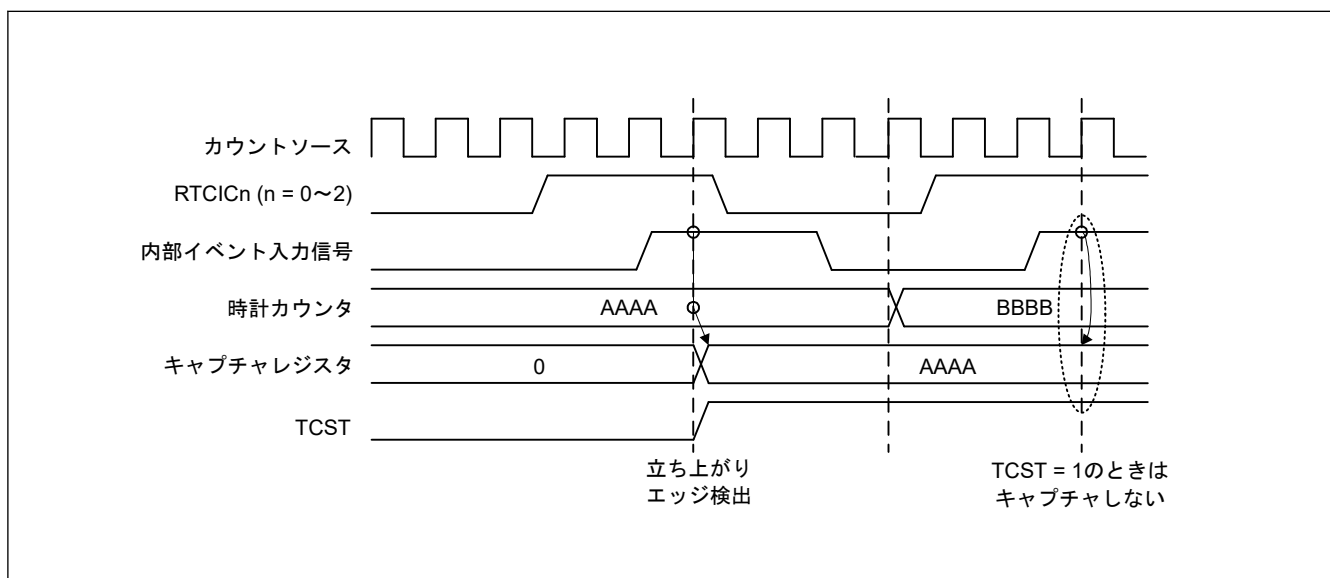 カウントソース
RTCICn (n = 0～2)
内部イベント入力信号
時計カウンタ
AAAA
BBBB
キャプチャレジスタ
0
AAAA
TCST
立ち上がり
エッジ検出
TCST = 1のときは
キャプチャしない